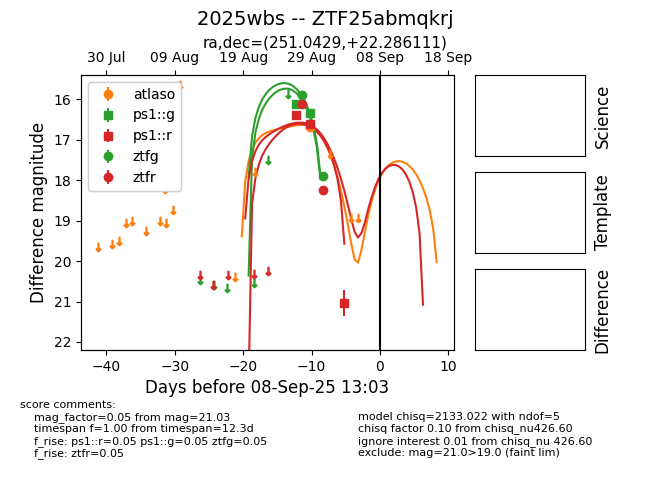 2025wbs -- ZTF25abmqkrj
ra,dec=(251.0429,+22.286111)
30 Jul 09 Aug 19 Aug 29 Aug 08 Sep 18 Sep
atlaso
ps1::g
ps1::r
ztfg
ztfr
16
17
18
19
20
21
22
Difference magnitude
−40 −30 −20 −10 0 10
Days before 08-Sep-25 13:03
Science
Template
Difference
score comments:
mag_factor=0.05 from mag=21.03
timespan f=1.00 from timespan=12.3d
f_rise: ps1::r=0.05 ps1::g=0.05 ztfg=0.05
f_rise: ztfr=0.05
model chisq=2133.022 with ndof=5
chisq factor 0.10 from chisq_nu426.60
ignore interest 0.01 from chisq_nu 426.60
exclude: mag=21.0>19.0 (faint lim)